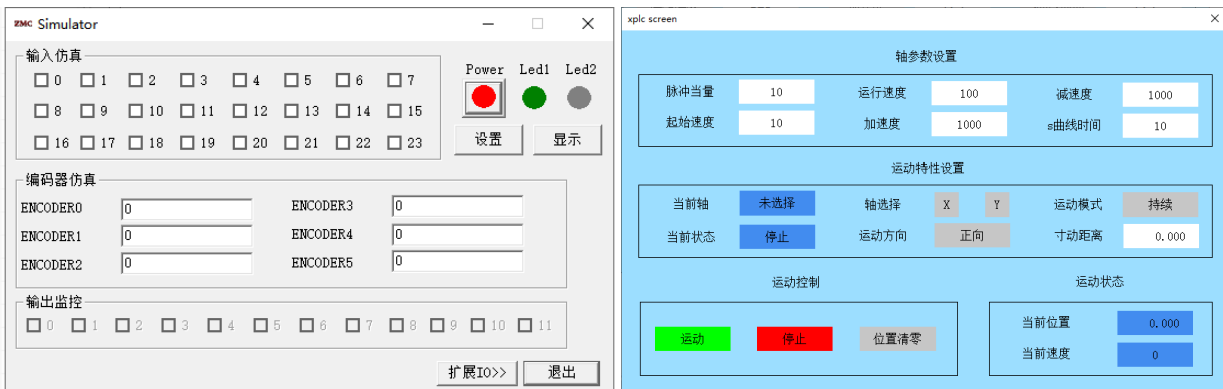 ZMC Simulator
输入仿真
0 1 2 3 4 5 6 7
8 9 10 11 12 13 14 15
16 17 18 19 20 21 22 23
Power Led1 Led2
设置 显示
编码器仿真
ENCODER0 0 ENCODER3 0
ENCODER1 0 ENCODER4 0
ENCODER2 0 ENCODER5 0
输出监控
0 1 2 3 4 5 6 7 8 9 10 11
扩展IO>> 退出
xplc screen
轴参数设置
脉冲当量 10 运行速度 100 减速度 1000
起始速度 10 加速度 1000 s曲线时间 10
运动特性设置
当前轴 未选择 轴选择 X Y 运动模式 持续
当前状态 停止 运动方向 正向 寸动距离 0.000
运动控制
运动 停止 位置清零
运动状态
当前位置 0.000
当前速度 0